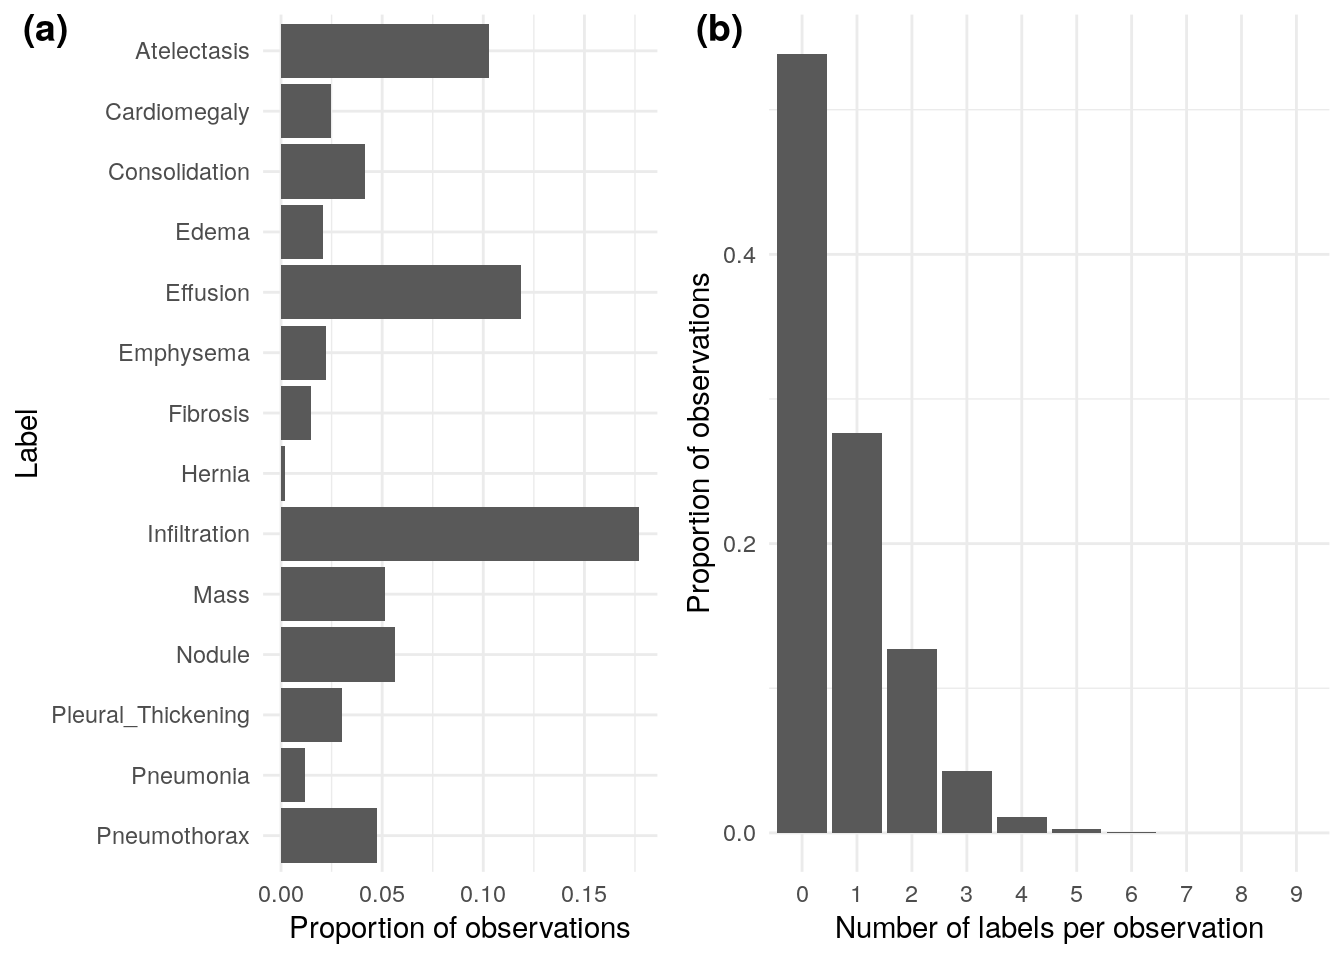 (a)
Label
Atelectasis
Cardiomegaly
Consolidation
Edema
Effusion
Emphysema
Fibrosis
Hernia
Infiltration
Mass
Nodule
Pleural_Thickening
Pneumonia
Pneumothorax
0.00 0.05 0.10 0.15
Proportion of observations
(b)
Proportion of observations
0.4
0.2
0.0
0 1 2 3 4 5 6 7 8 9
Number of labels per observation